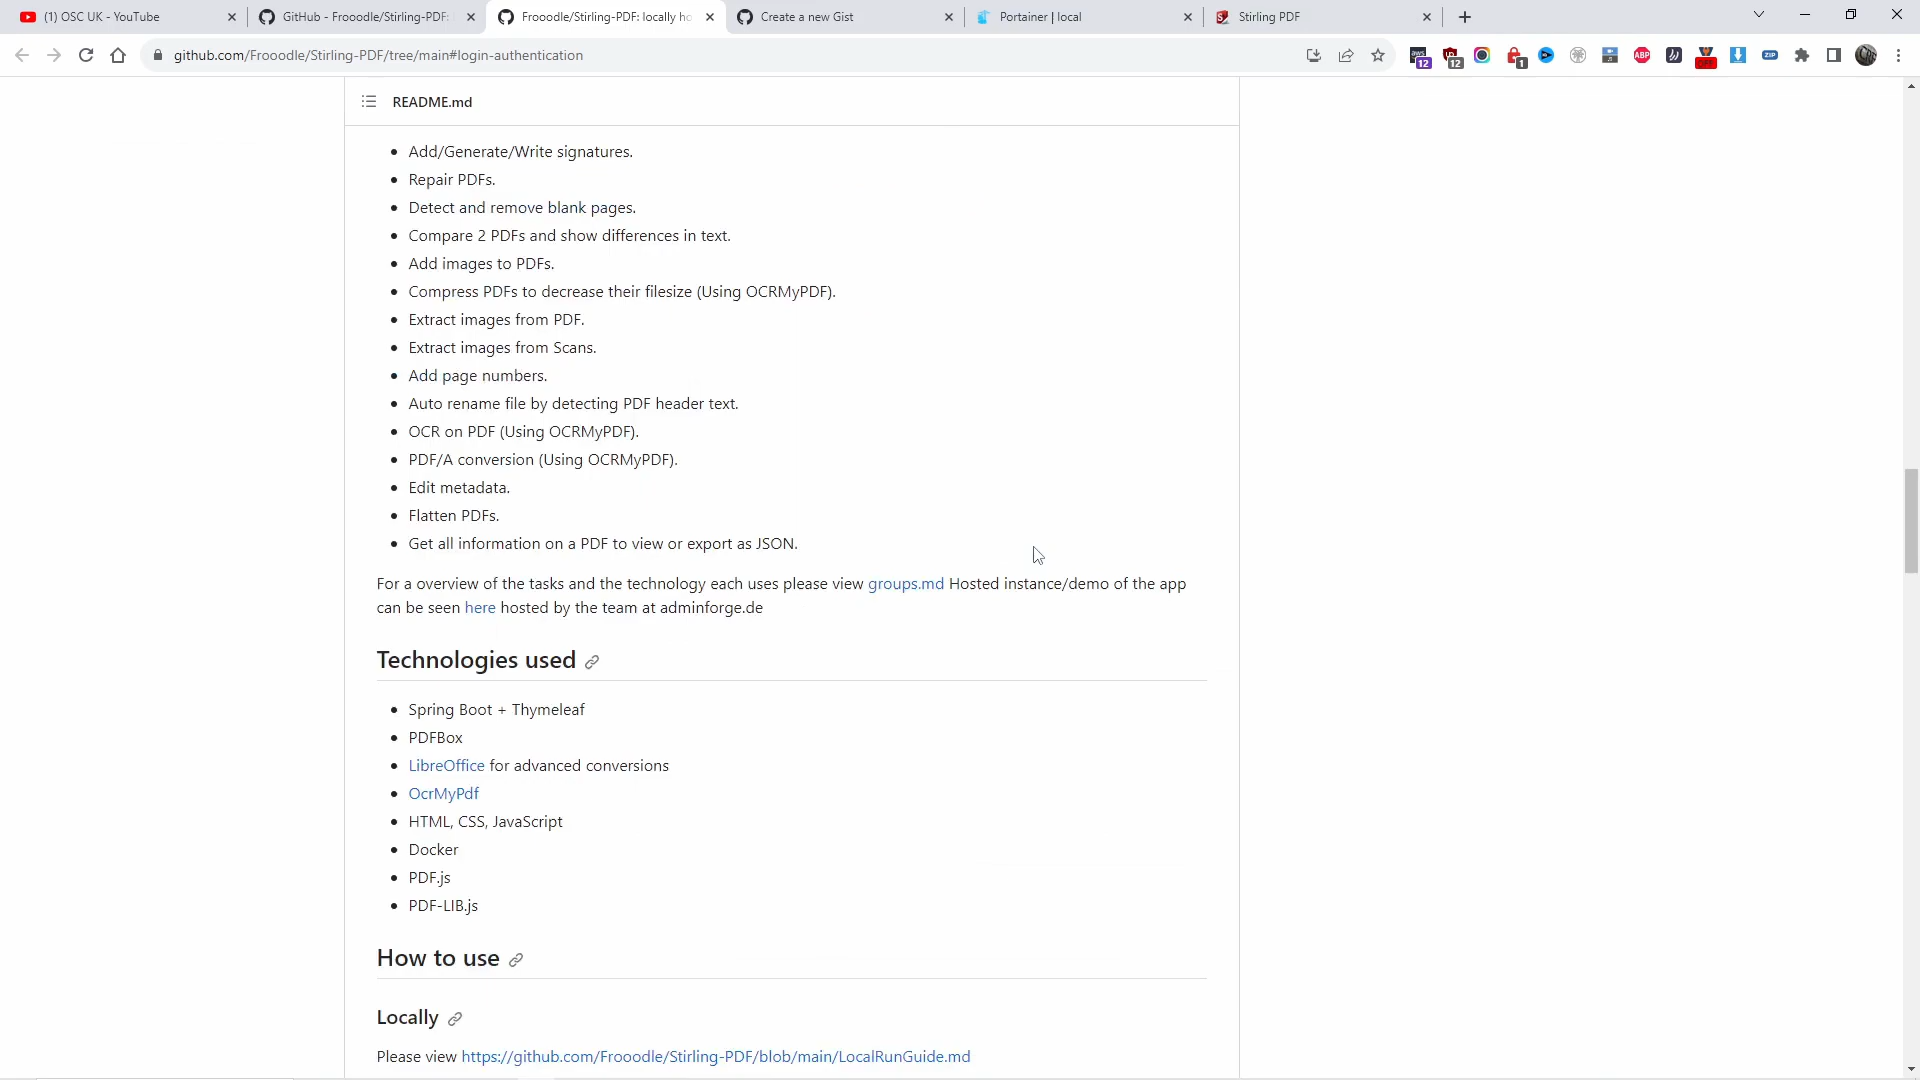 (1) OSC UK - YouTube
GitHub - Frooodle/Stirling-PDF:
Frooodle/Stirling-PDF: locally ho
Create a new Gist
Portainer | local
Stirling PDF
github.com/Frooodle/Stirling-PDF/tree/main#login-authentication
aws
12
12
1
ABP
OFF
ZIP
README.md
Add/Generate/Write signatures.
Repair PDFs.
Detect and remove blank pages.
Compare 2 PDFs and show differences in text.
Add images to PDFs.
Compress PDFs to decrease their filesize (Using OCRMyPDF).
Extract images from PDF.
Extract images from Scans.
Add page numbers.
Auto rename file by detecting PDF header text.
OCR on PDF (Using OCRMyPDF).
PDF/A conversion (Using OCRMyPDF).
Edit metadata.
Flatten PDFs.
Get all information on a PDF to view or export as JSON.
For a overview of the tasks and the technology each uses please view groups.md Hosted instance/demo of the app
can be seen here hosted by the team at adminforge.de
Technologies used
Spring Boot + Thymeleaf
PDFBox
LibreOffice for advanced conversions
OcrMyPdf
HTML, CSS, JavaScript
Docker
PDF.js
PDF-LIB.js
How to use
Locally
Please view https://github.com/Frooodle/Stirling-PDF/blob/main/LocalRunGuide.md